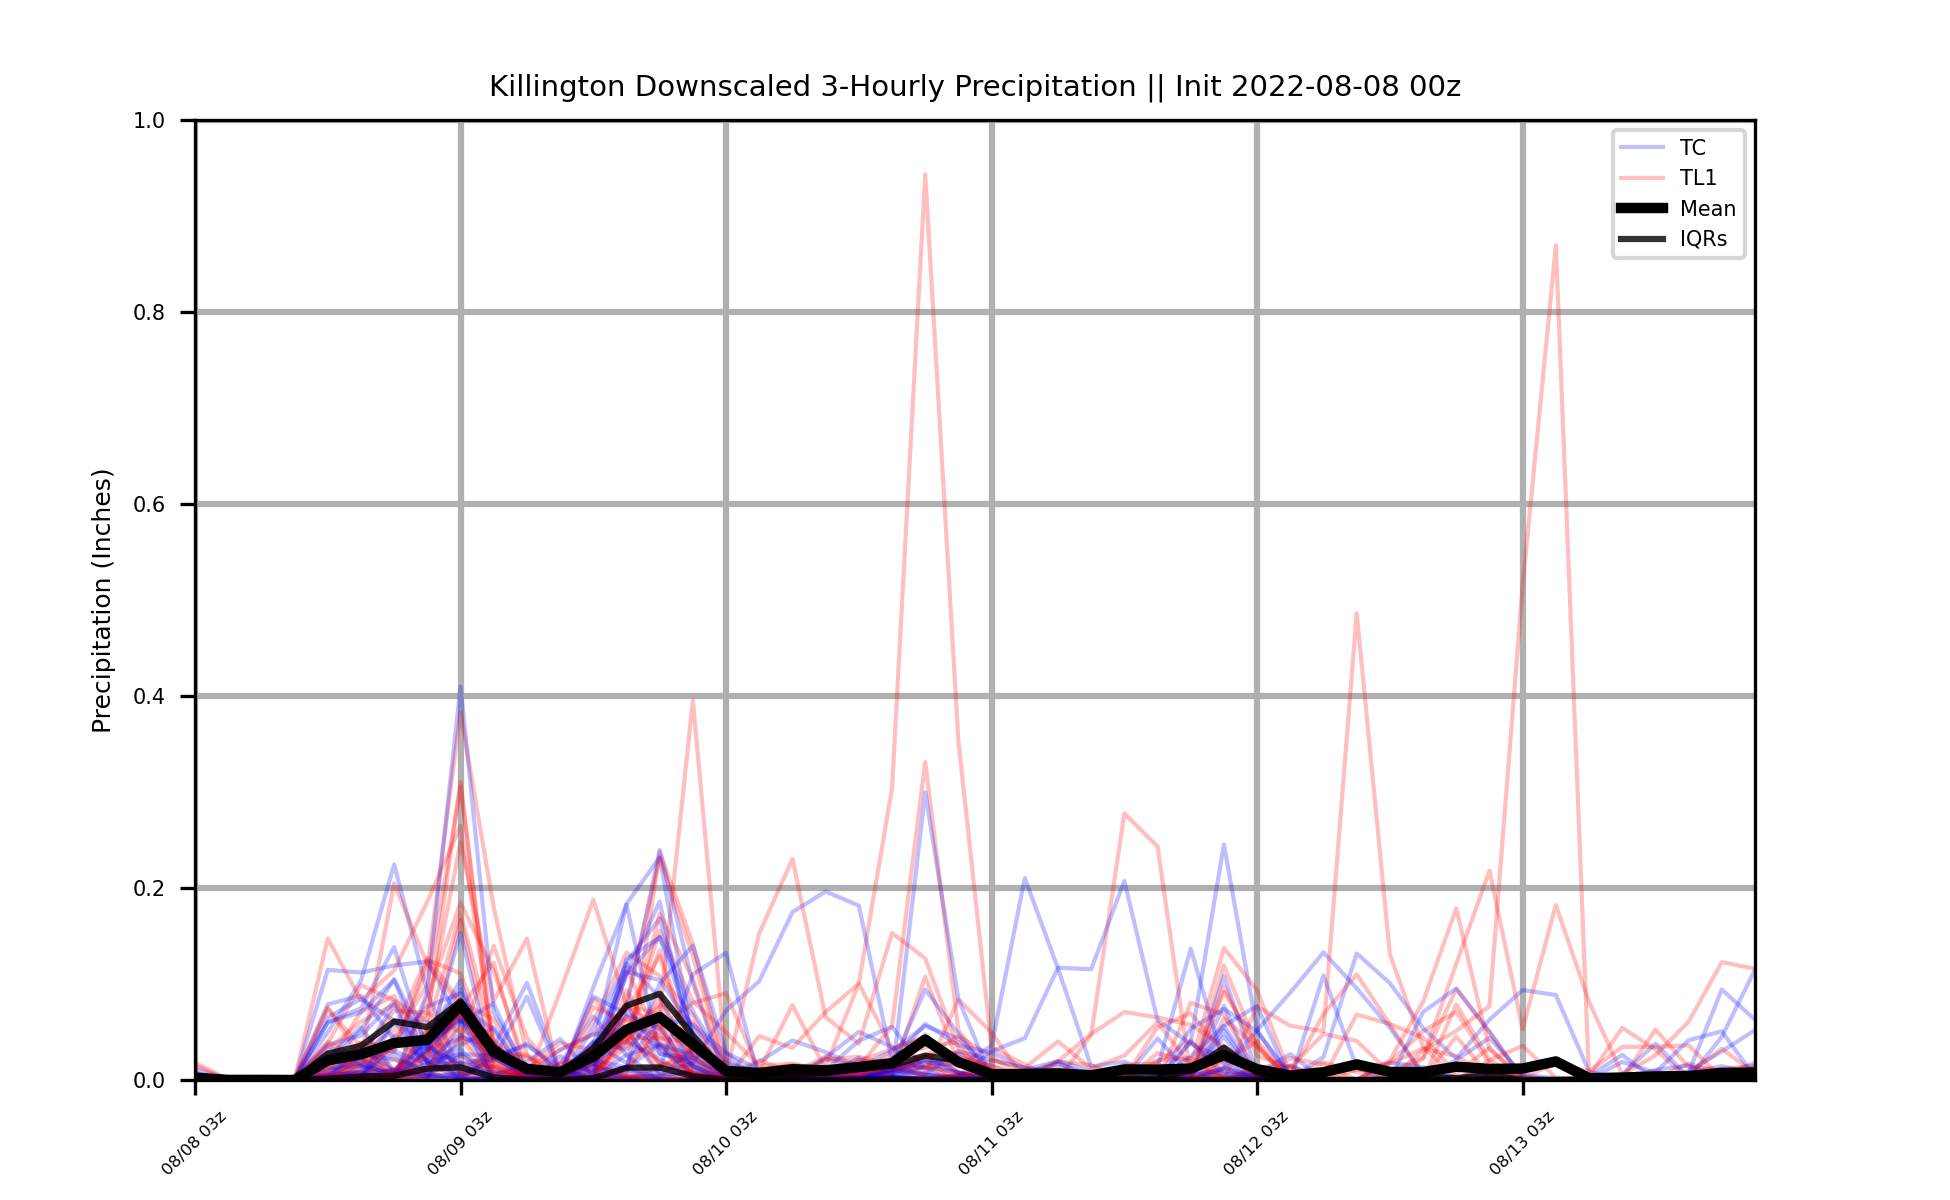 Killington Downscaled 3-Hourly Precipitation || Init 2022-08-08 00z
1.0
0.8
0.6
0.4
0.2
0.0
Precipitation (Inches)
TC
TL1
Mean
IQRs
08/08 03z
08/09 03z
08/10 03z
08/11 03z
08/12 03z
08/13 03z